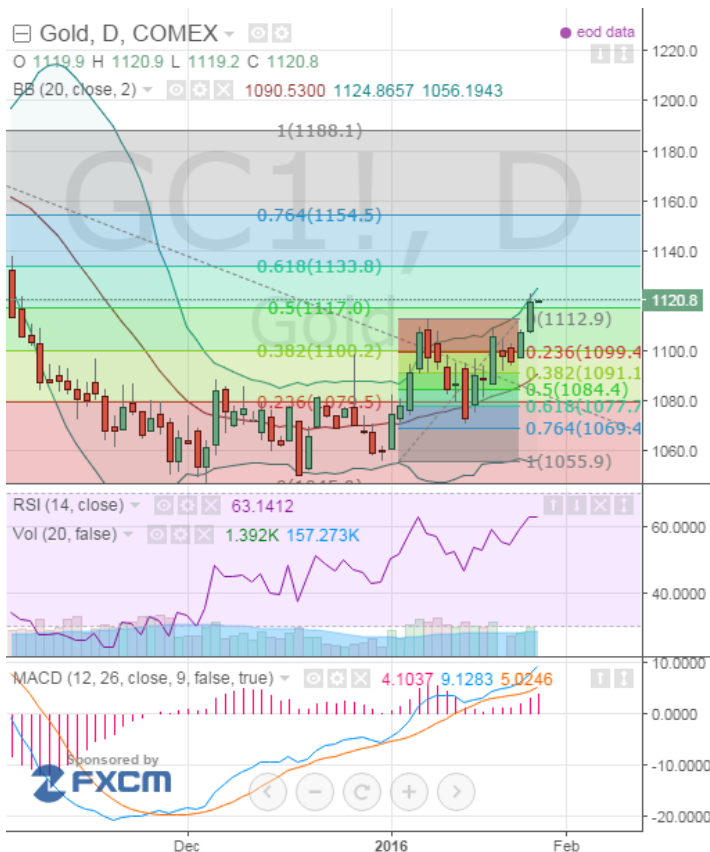 Gold, D, COMEX
eod data
O 1119.9 H 1120.9 L 1119.2 C 1120.8
BB (20, close, 2) 1090.5300 1124.8657 1056.1943
GC1!, D
Gold
1(1188.1)
0.764(1154.5)
0.618(1133.8)
0.5(1117.0)
0.382(1100.2)
0.236(1079.5)
0(1112.9)
0.236(1099.4
0.382(1091.1
0.5(1084.4)
0.618(1077.7
0.764(1069.4
1(1055.9)
1220.0
1200.0
1180.0
1160.0
1140.0
1120.8
1100.0
1080.0
1060.0
RSI (14, close) 63.1412
Vol (20, false) 1.392K 157.273K
60.0000
40.0000
MACD (12, 26, close, 9, false, true) 4.1037 9.1283 5.0246
10.0000
0.0000
-10.0000
-20.0000
Sponsored by
FXCM
Dec 2016 Feb